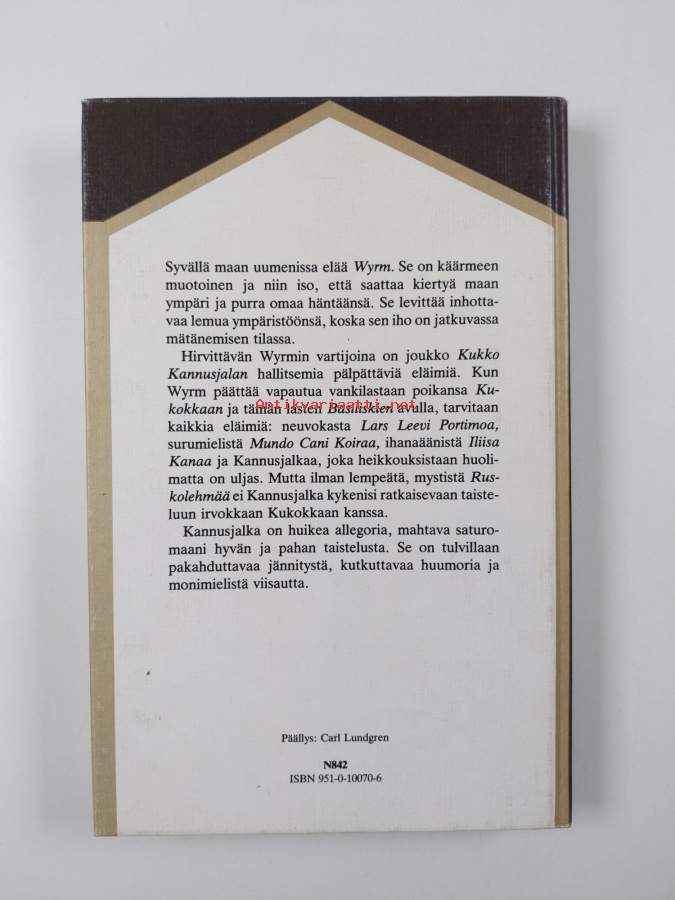 Syvällä maan uumenissa elää Wyrm. Se on käärmeen
muotoinen ja niin iso, että saattaa kiertyä maan
ympäri ja purra omaa häntäänsä. Se levittää inhotta-
vaa lemua ympäristöönsä, koska sen iho on jatkuvassa
mätänemisen tilassa.
Hirvittävän Wyrmin vartijoina on joukko Kukko
Kannusjalan hallitsemia pälpättäviä eläimiä. Kun
Wyrm päättää vapautua vankilastaan poikansa Ku-
Antikvariaatti.net
kokkaan ja tämän lasten Basiliskien avulla, tarvitaan
kaikkia eläimiä: neuvokasta Lars Leevi Portimoa,
surumielistä Mundo Cani Koiraa, ihanaäänistä Iliisa
Kanaa ja Kannusjalkaa, joka heikkouksistaan huoli-
matta on uljas. Mutta ilman lempeätä, mystistä Rus-
kolehmää ei Kannusjalka kykenisi ratkaisevaan taiste-
luun irvokkaan Kukokkaan kanssa.
Kannusjalka on huikea allegoria, mahtava saturo-
maani hyvän ja pahan taistelusta. Se on tulvillaan
pakahduttavaa jännitystä, kutkuttavaa huumoria ja
monimielistä viisautta.
Päällys: Carl Lundgren
N842
ISBN 951-0-10070-6